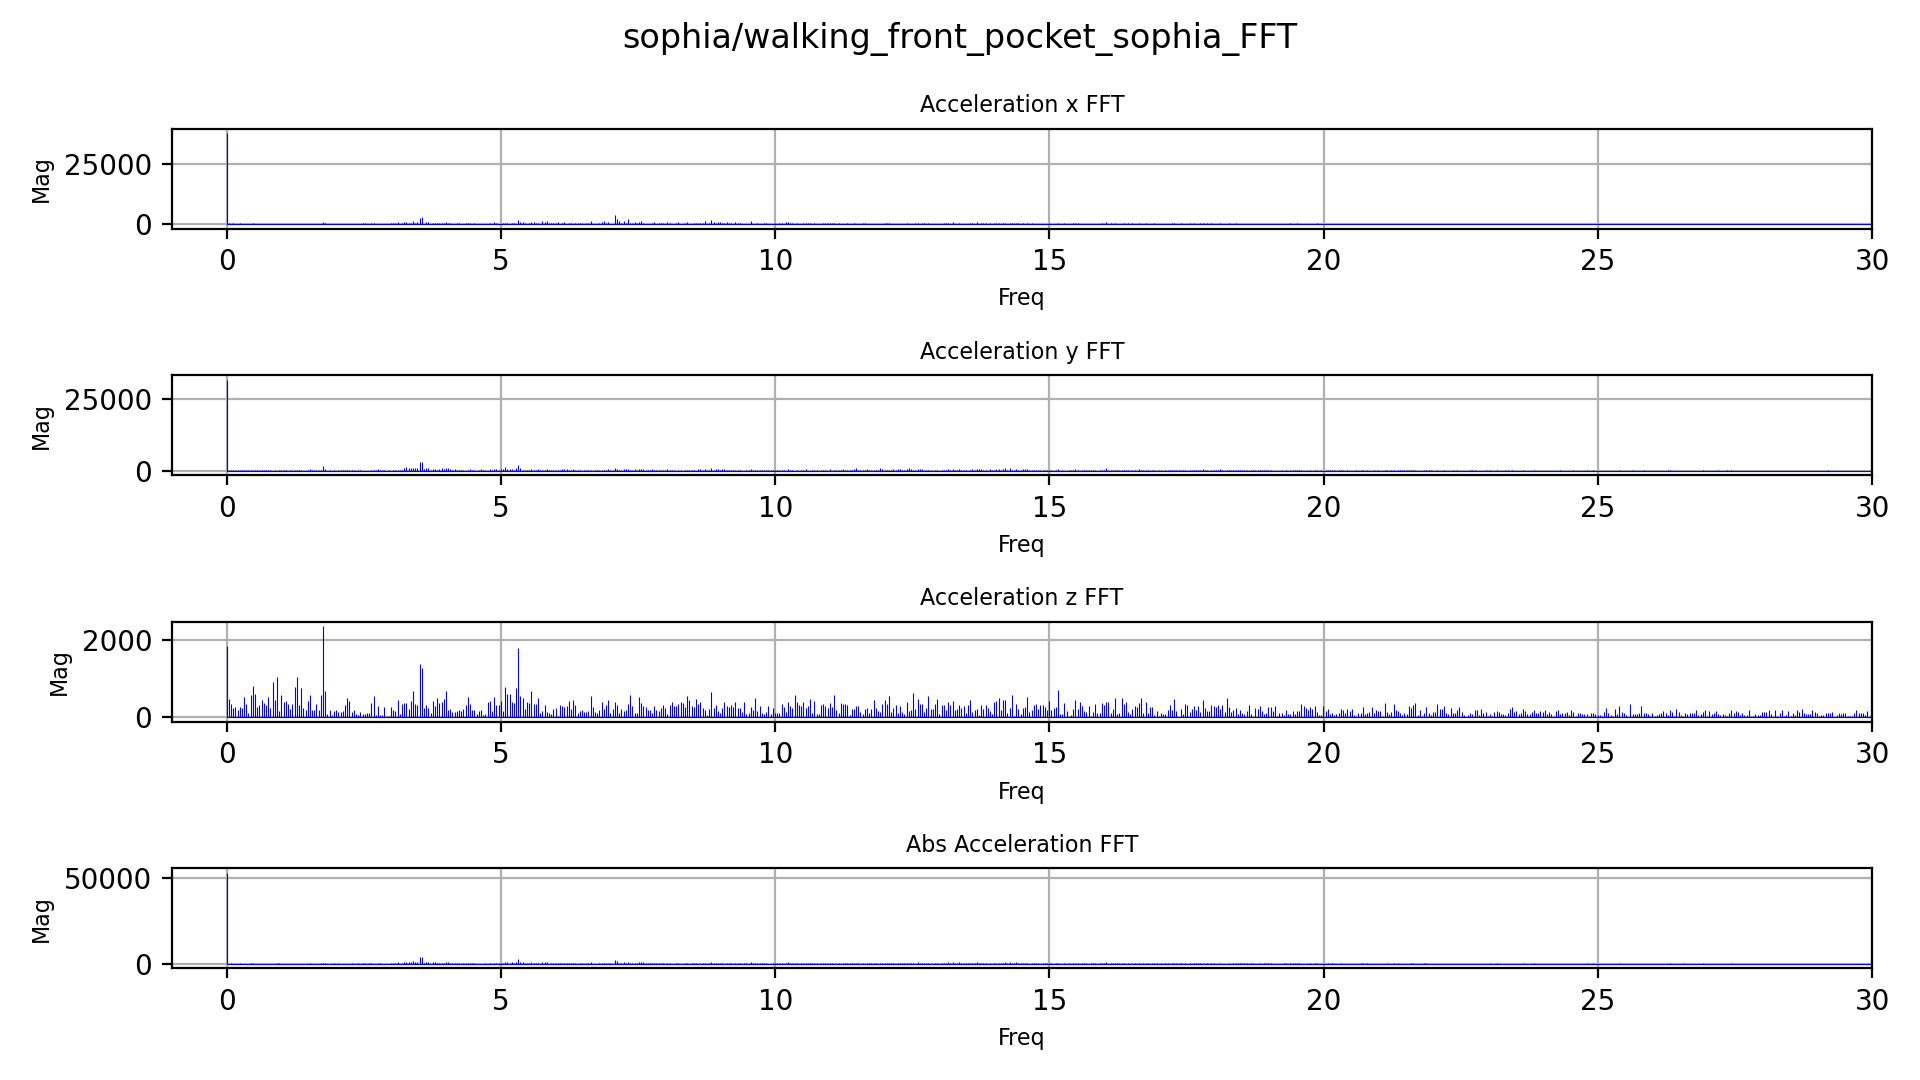 sophia/walking_front_pocket_sophia_FFT
Acceleration x FFT
Mag
25000
0
0 5 10 15 20 25 30
Freq
Acceleration y FFT
Mag
25000
0
0 5 10 15 20 25 30
Freq
Acceleration z FFT
Mag
2000
0
0 5 10 15 20 25 30
Freq
Abs Acceleration FFT
Mag
50000
0
0 5 10 15 20 25 30
Freq